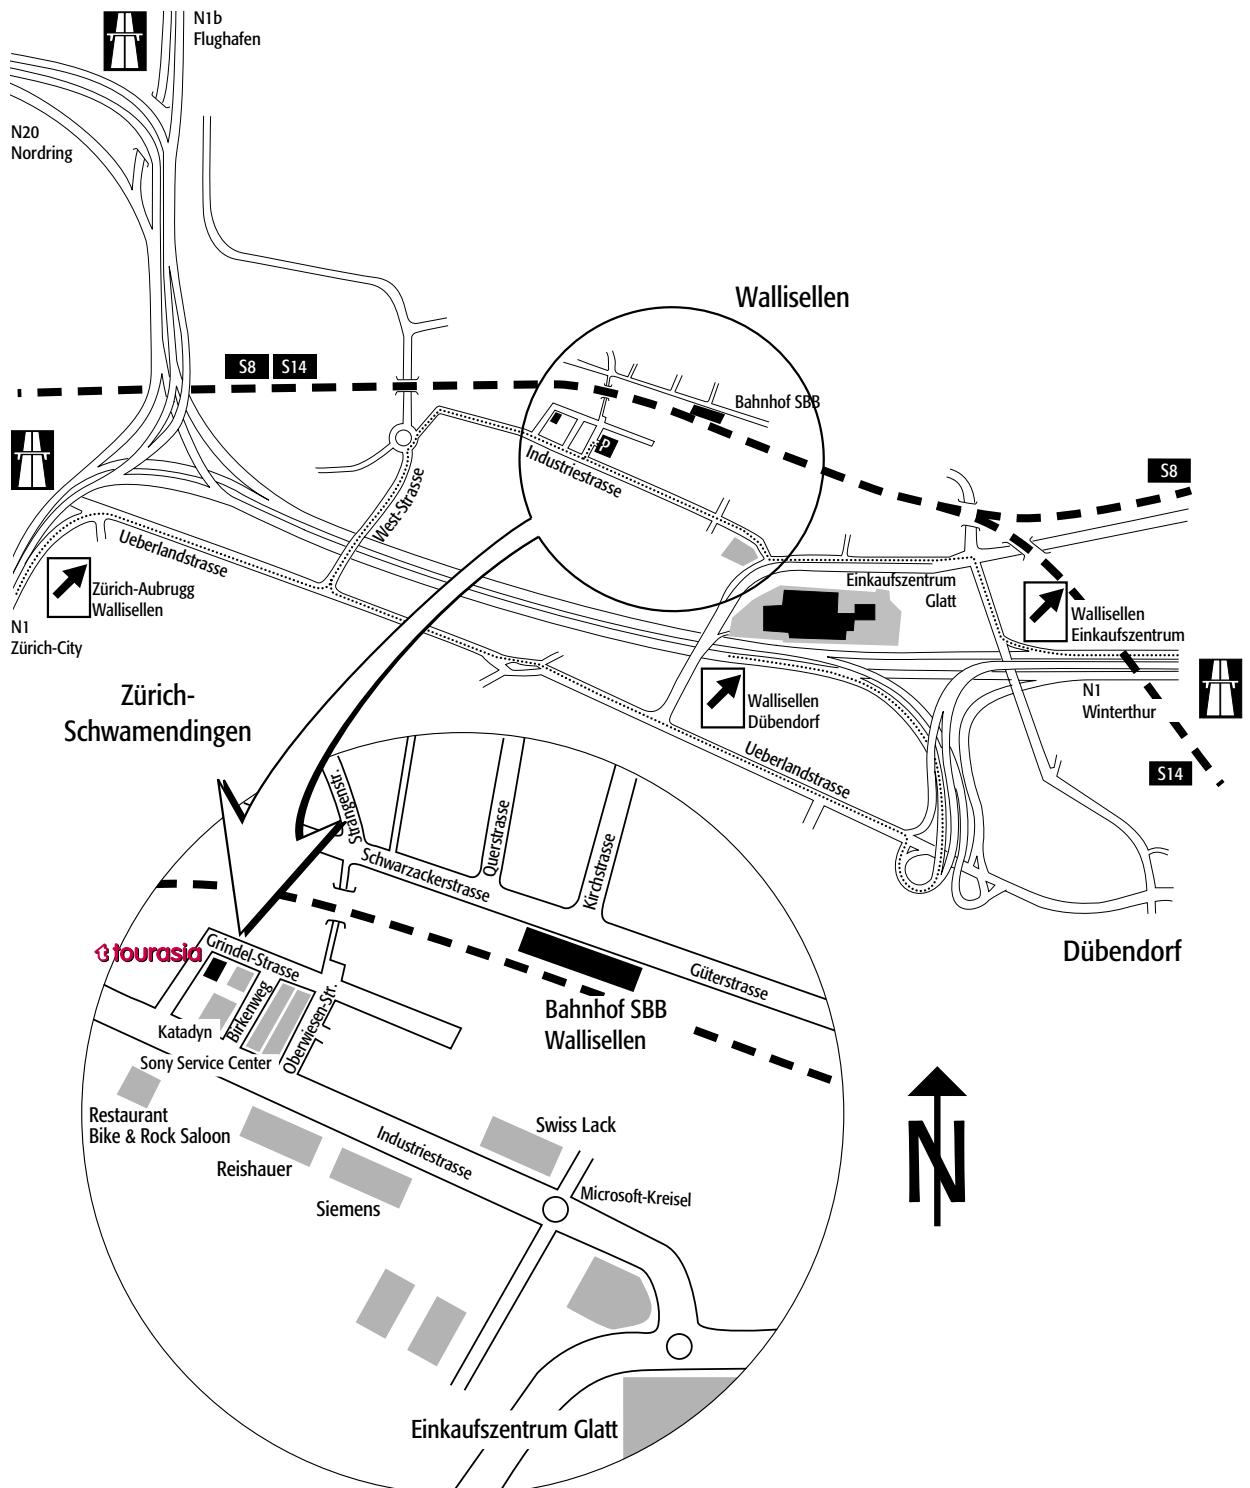 N1b
Flughafen
N20
Nordring
Wallisellen
S8
S14
Bahnhof SBB
P
Industriestrasse
S8
West-Strasse
Ueberlandstrasse
Zürich-Aubrugg
Wallisellen
Einkaufszentrum
Glatt
Wallisellen
Einkaufszentrum
N1
Zürich-City
Zürich-
Schwamendingen
Wallisellen
Dübendorf
N1
Winterthur
Ueberlandstrasse
S14
Strangenstr.
Querstrasse
Kirchstrasse
Schwarzackerstrasse
t tourasia
Grindel-Strasse
Güterstrasse
Dübendorf
Bahnhof SBB
Wallisellen
Birkenweg
Oberwiesen-Str.
Katadyn
Sony Service Center
Restaurant
Bike & Rock Saloon
Reishauer
Siemens
Industriestrasse
Swiss Lack
Microsoft-Kreisel
N
Einkaufszentrum Glatt